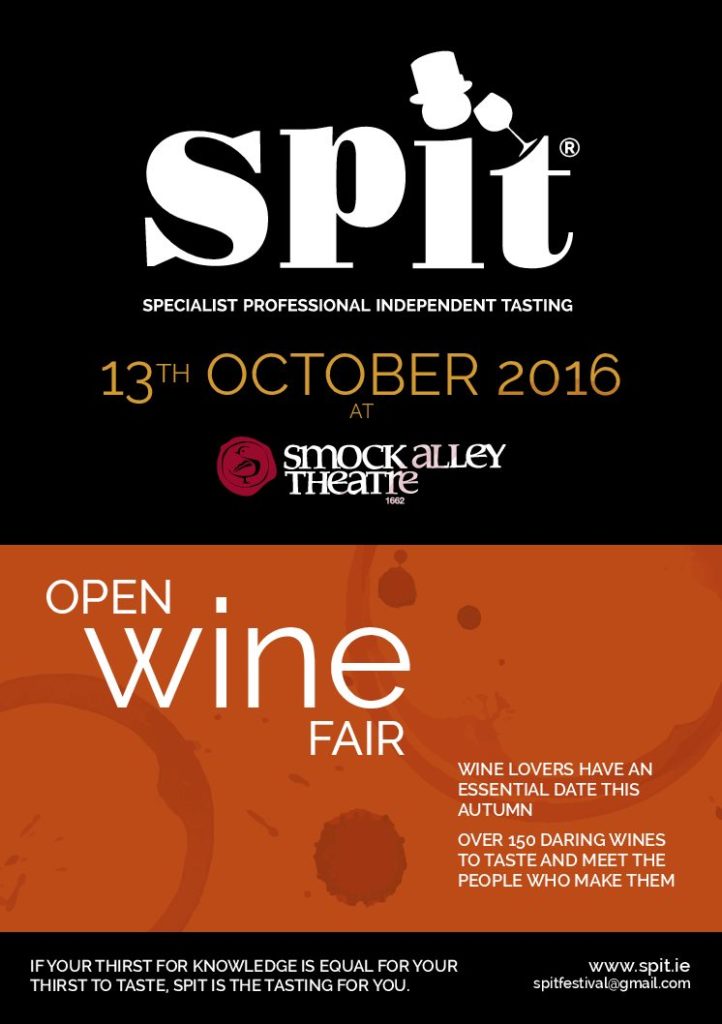 spit®
SPECIALIST PROFESSIONAL INDEPENDENT TASTING
13TH OCTOBER 2016
AT
SMOCK ALLEY
THEATRE
1662
OPEN
wine
FAIR
WINE LOVERS HAVE AN
ESSENTIAL DATE THIS
AUTUMN
OVER 150 DARING WINES
TO TASTE AND MEET THE
PEOPLE WHO MAKE THEM
IF YOUR THIRST FOR KNOWLEDGE IS EQUAL FOR YOUR
THIRST TO TASTE, SPIT IS THE TASTING FOR YOU.
www.spit.ie
spitfestival@gmail.com